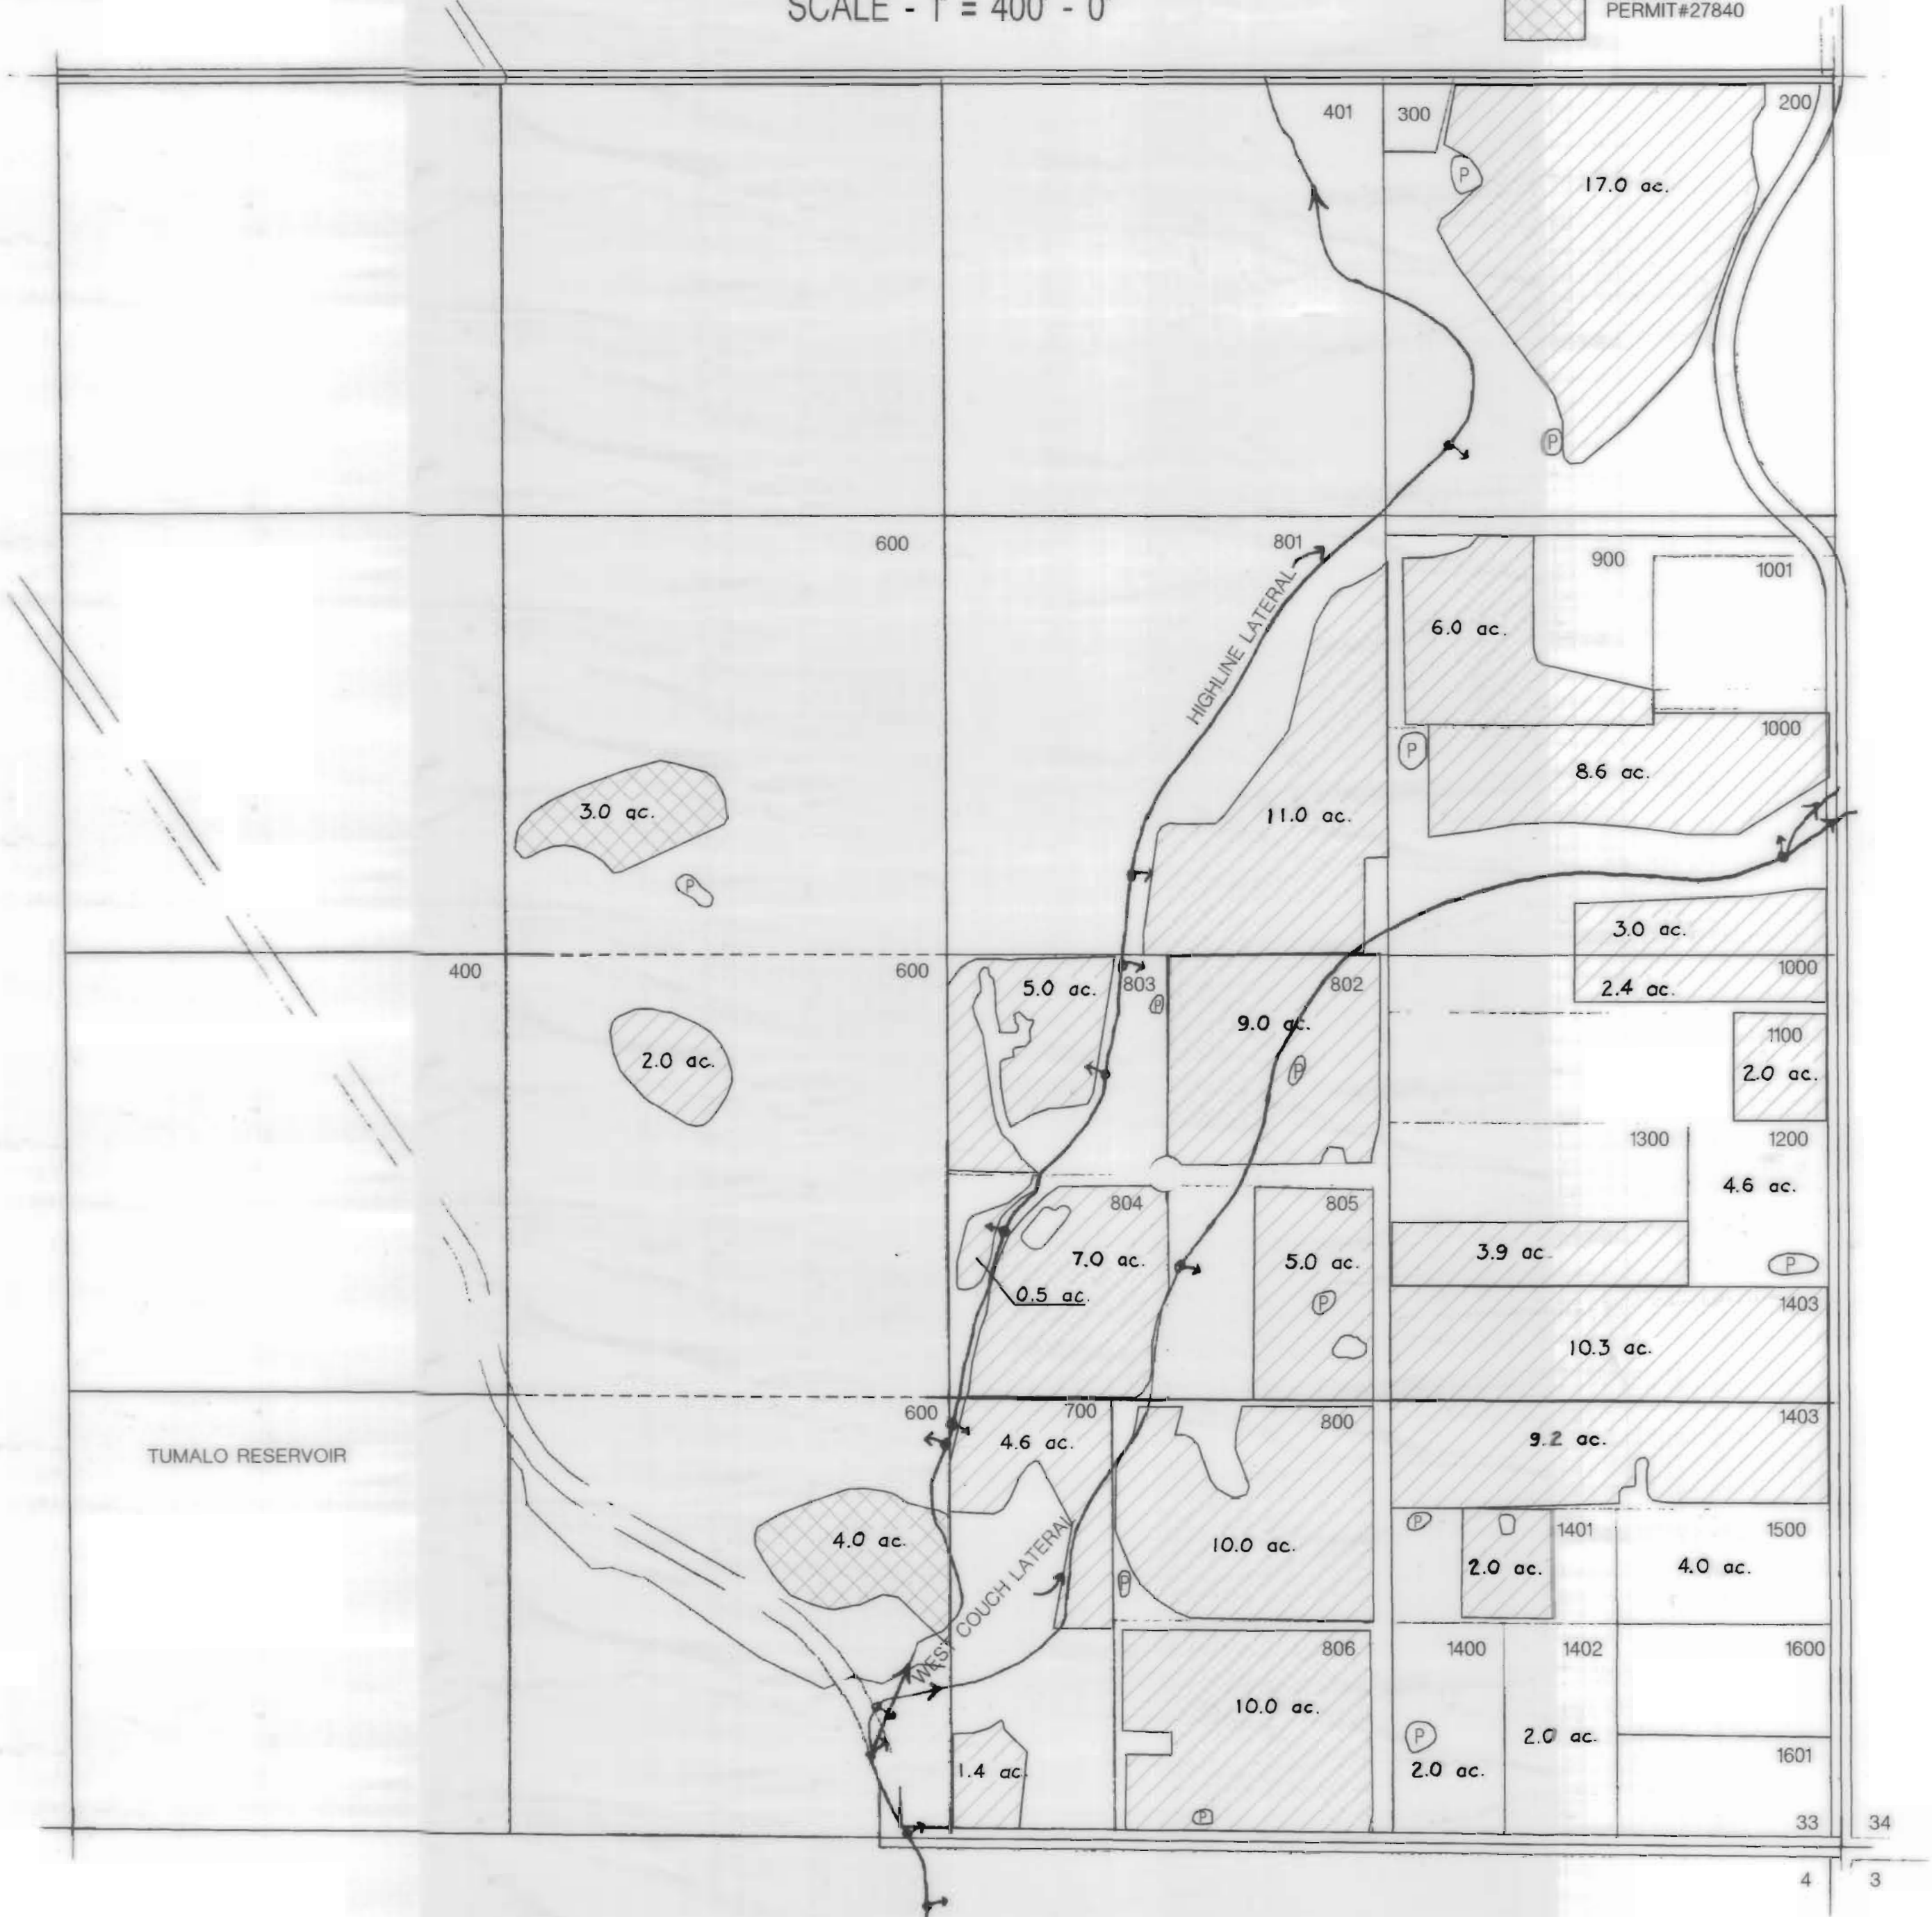 SCALE - 1" = 400' - 0"
PERMIT#27840
401
300
200
P
17.0 ac.
P
600
801
HIGHLINE LATERAL
900
1001
6.0 ac.
1000
P
8.6 ac.
3.0 ac.
11.0 ac.
P
3.0 ac.
400
600
5.0 ac.
803
802
1000
2.4 ac.
P
9.0 ac.
1100
2.0 ac.
P
2.0 ac.
1300
1200
4.6 ac.
804
805
7.0 ac.
5.0 ac.
3.9 ac.
P
0.5 ac.
P
1403
10.3 ac.
600
700
800
1403
TUMALO RESERVOIR
4.6 ac.
9.2 ac.
P
1401
1500
4.0 ac.
10.0 ac.
2.0 ac.
4.0 ac.
P
WEST COUCH LATERAL
806
1400
1402
1600
10.0 ac.
P
2.0 ac.
1.4 ac.
2.0 ac.
1601
P
33
34
4
3